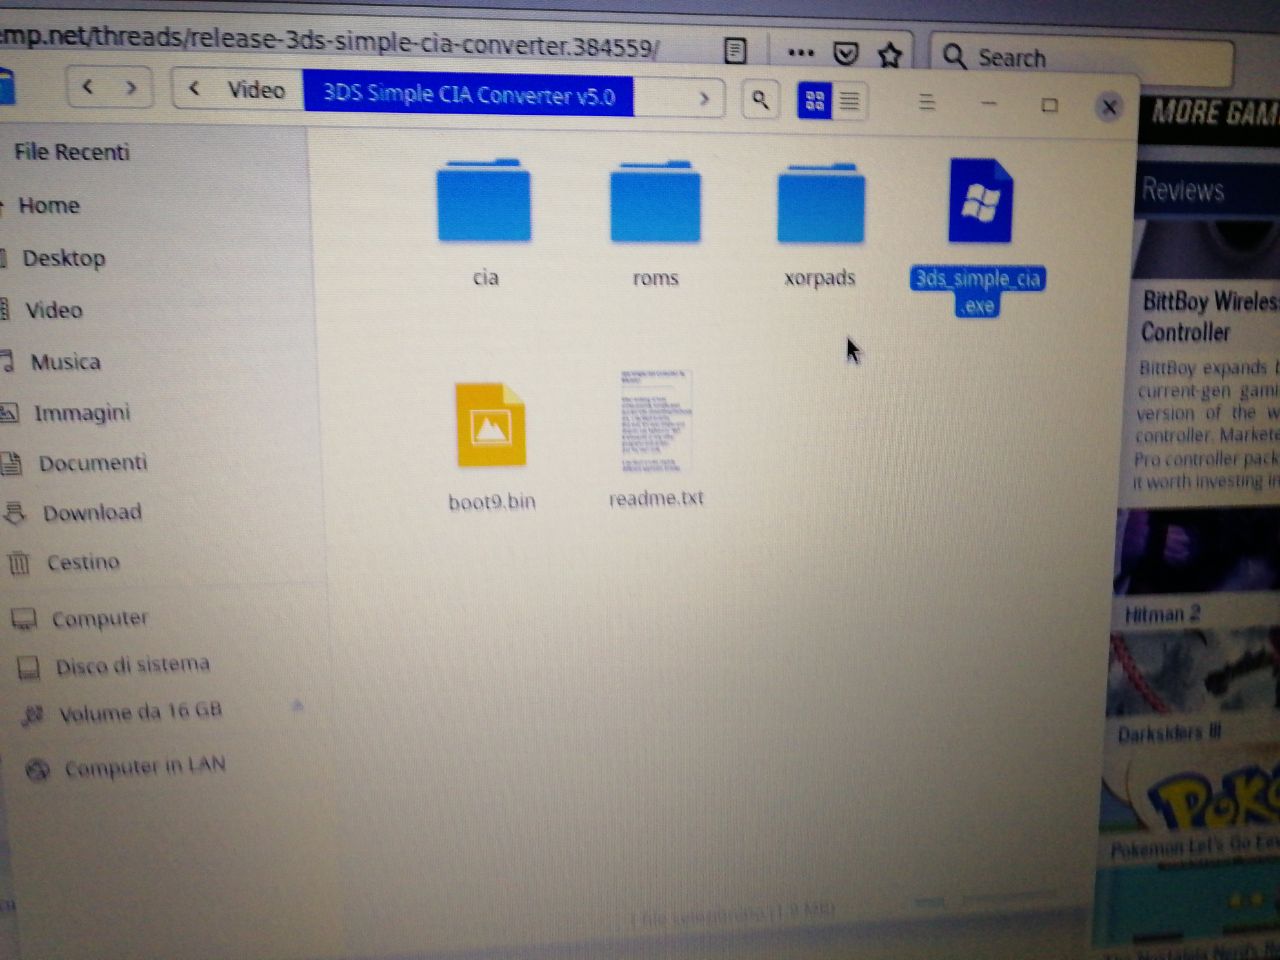 emp.net/threads/release-3ds-simple-cia-converter.384559/
Search
Video
3DS Simple CIA Converter v5.0
MORE GAM
File Recenti
Home
Desktop
Video
Musica
Immagini
Documenti
Download
Cestino
Computer
Disco di sistema
Volume da 16 GB
Computer in LAN
cia
roms
xorpads
3ds_simple_cia
.exe
boot9.bin
readme.txt
Reviews
BittBoy Wireles
Controller
BittBoy expands b
current-gen gami
version of the w
controller. Markete
Pro controller pack
it worth investing in
Hitman 2
Darksiders III
POKé
Pokemon Let's Go Eev